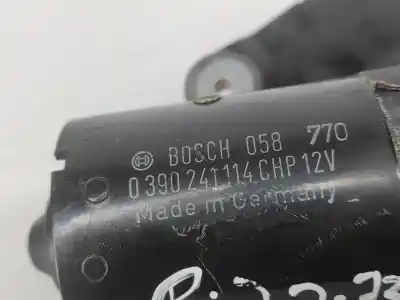 BOSCH 058 770
0 390 241 114 CHP 12V
Made in Germany